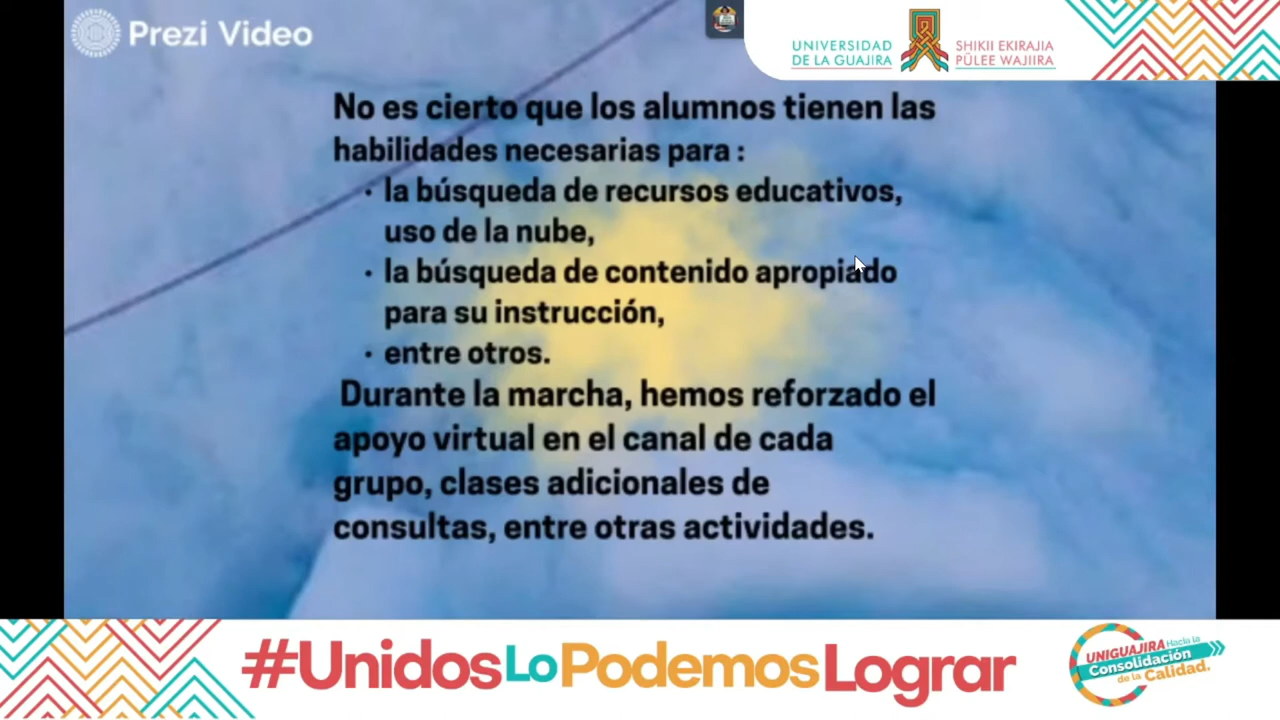 Prezi Video
UNIVERSIDAD
DE LA GUAJIRA
SHIKII EKIRAJIA
PÜLEE WAJIIRA
No es cierto que los alumnos tienen las
habilidades necesarias para :
· la búsqueda de recursos educativos,
uso de la nube,
· la búsqueda de contenido apropiado
para su instrucción,
· entre otros.
Durante la marcha, hemos reforzado el
apoyo virtual en el canal de cada
grupo, clases adicionales de
consultas, entre otras actividades.
#UnidosLoPodemosLograr
UNIGUAJIRA Hacia la
Consolidación
de la Calidad.